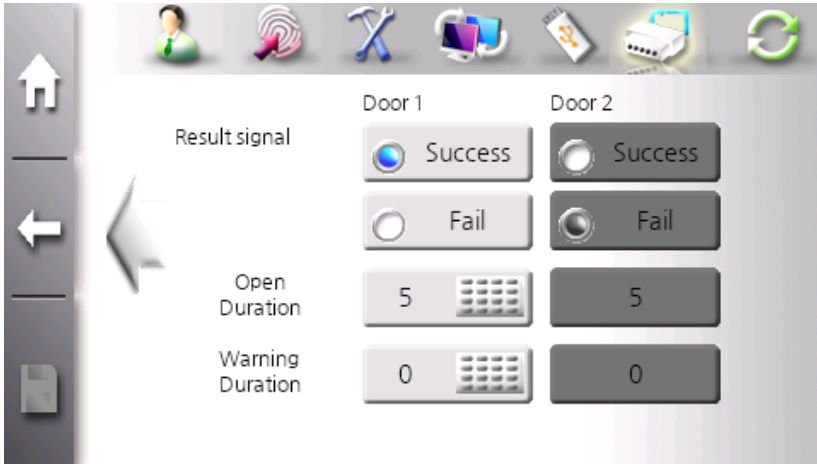 Door 1 Door 2
Result signal Success Success
Fail Fail
Open
Duration 5 5
Warning
Duration 0 0